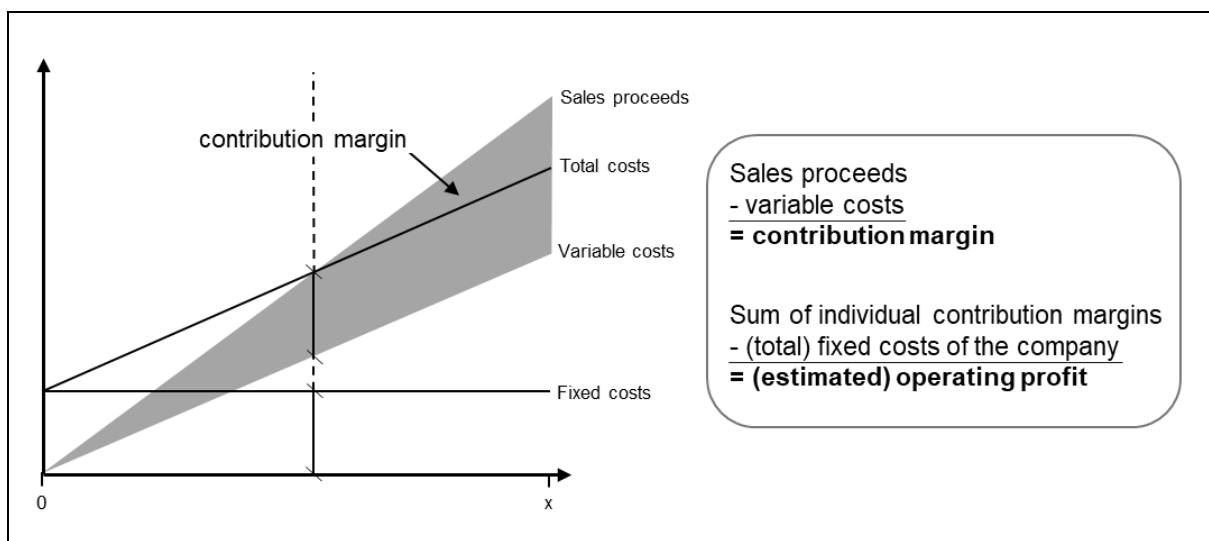 Sales proceeds
contribution margin
Total costs
Variable costs
Fixed costs
0
x
Sales proceeds
- variable costs
= contribution margin
Sum of individual contribution margins
- (total) fixed costs of the company
= (estimated) operating profit